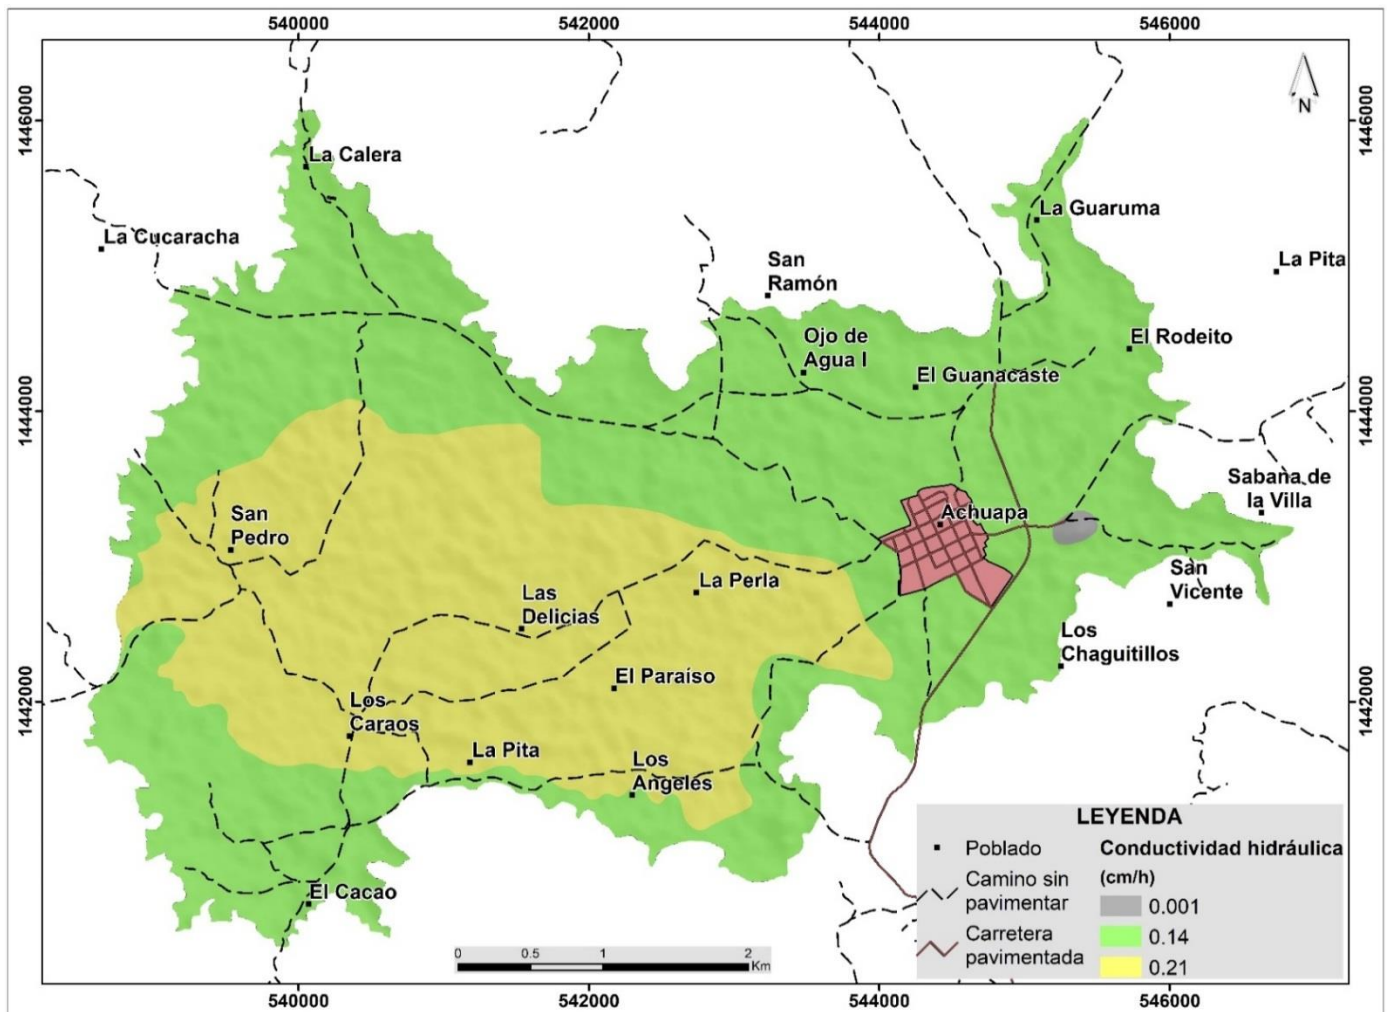 540000
542000
544000
546000
1446000
1446000
N
La Calera
La Guaruma
La Cucaracha
San
Ramón
La Pita
Ojo de
Agua I
El Rodeito
El Guanacaste
1444000
1444000
Sabana de
la Villa
San
Pedro
Achuapa
La Perla
Las
Delicias
San
Vicente
Los
Chaguitillos
El Paraíso
1442000
1442000
Los
Caraos
La Pita
Los
Angeles
El Cacao
LEYENDA
Poblado
Camino sin
pavimentar
Carretera
pavimentada
Conductividad hidráulica
(cm/h)
0.001
0.14
0.21
0
0.5
1
2
Km
540000
542000
544000
546000